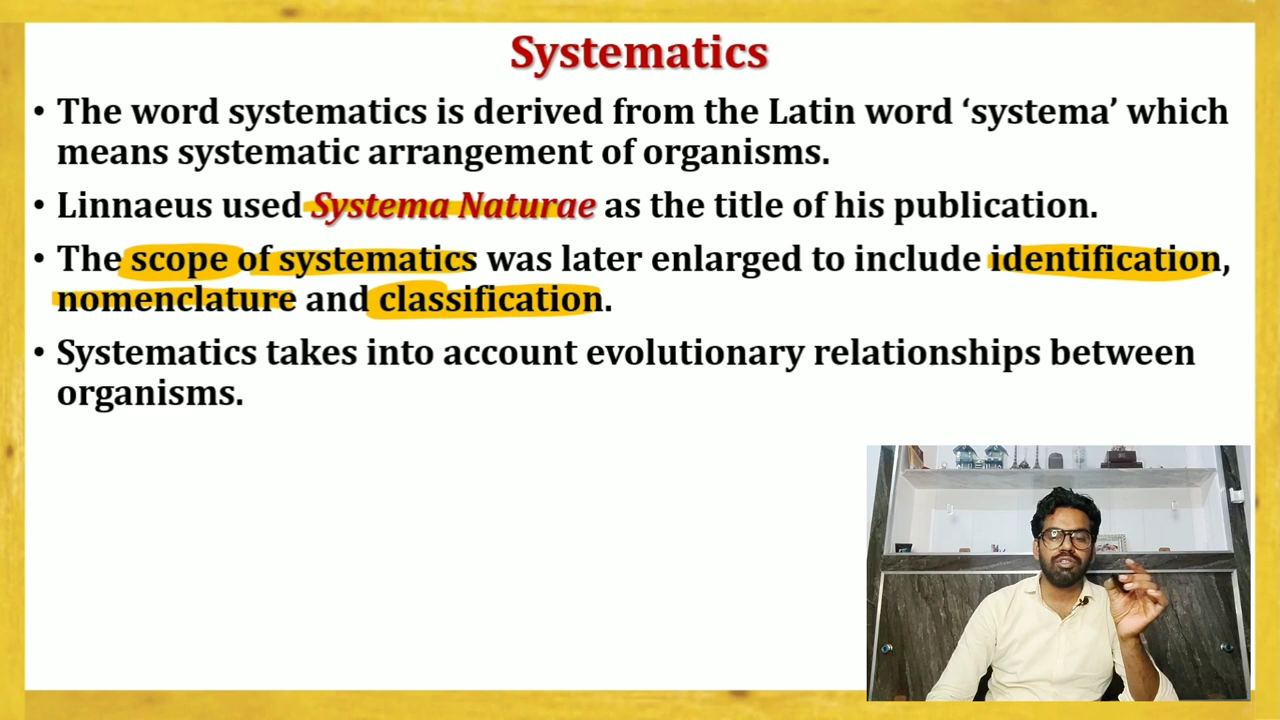 Systematics
• The word systematics is derived from the Latin word ‘systema’ which
means systematic arrangement of organisms.
• Linnaeus used Systema Naturae as the title of his publication.
• The scope of systematics was later enlarged to include identification,
nomenclature and classification.
• Systematics takes into account evolutionary relationships between
organisms.